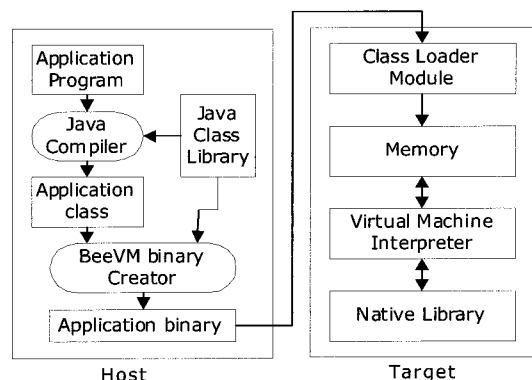 Application
Program
Java
Compiler
Java
Class
Library
Application
class
BeeVM binary
Creator
Application binary
Host
Class Loader
Module
Memory
Virtual Machine
Interpreter
Native Library
Target